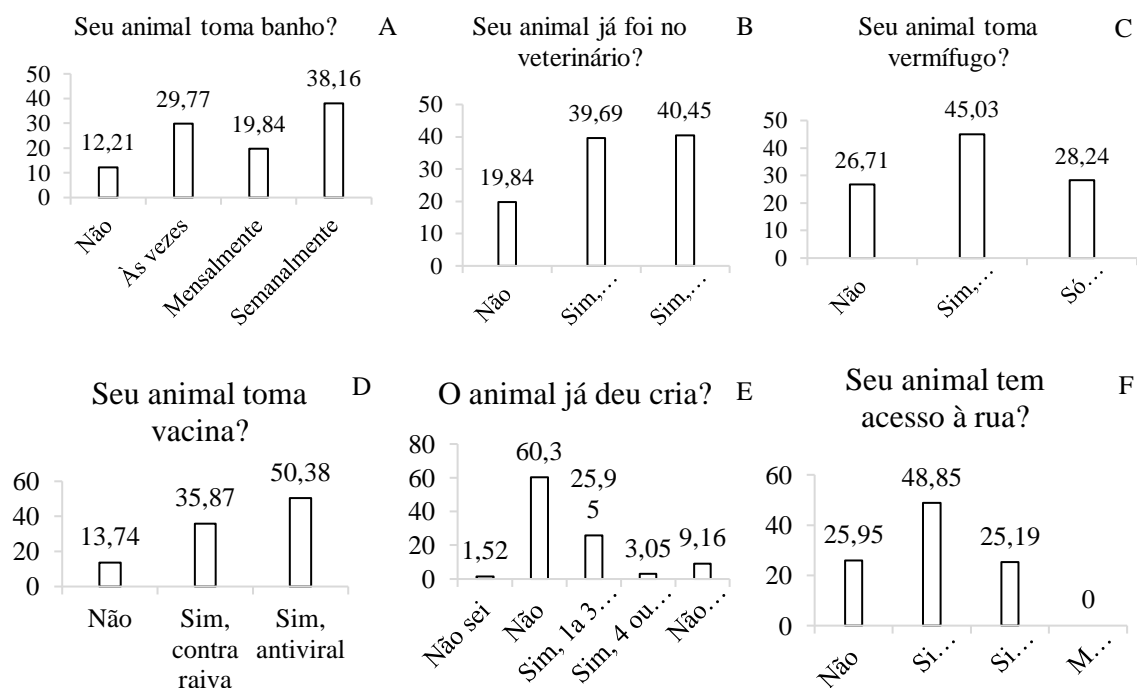 Seu animal toma banho?
A
50
40
30
20
10
0
12,21
29,77
19,84
38,16
Não
Às vezes
Mensalmente
Semanalmente
Seu animal já foi no
veterinário?
B
50
40
30
20
10
0
19,84
39,69
40,45
Não
Sim,…
Sim,…
Seu animal toma
vermífugo?
C
50
40
30
20
10
0
26,71
45,03
28,24
Não
Sim,…
Só…
Seu animal toma
vacina?
D
60
40
20
0
13,74
35,87
50,38
Não
Sim,
contra
raiva
Sim,
antiviral
O animal já deu cria?
E
80
60
40
20
0
1,52
60,3
25,9
5
3,05
9,16
Não sei
Não
Sim, 1a 3…
Sim, 4 ou…
Não…
Seu animal tem
acesso à rua?
F
60
40
20
0
25,95
48,85
25,19
0
Não
Si…
Si…
M…